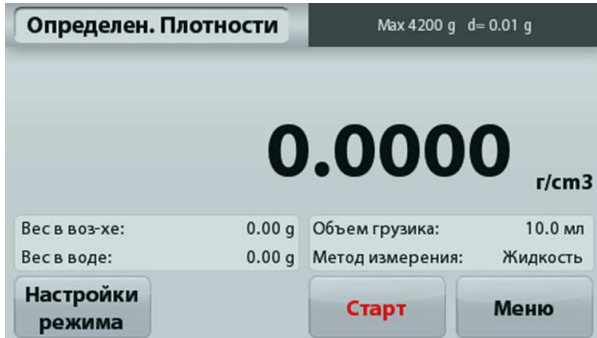 Определен. Плотности
Max 4200 g d= 0.01 g
0.0000
г/cm3
Вес в воз-хе: 0.00 g
Вес в воде: 0.00 g
Объем грузика: 10.0 мл
Метод измерения: Жидкость
Настройки
режима
Старт
Меню